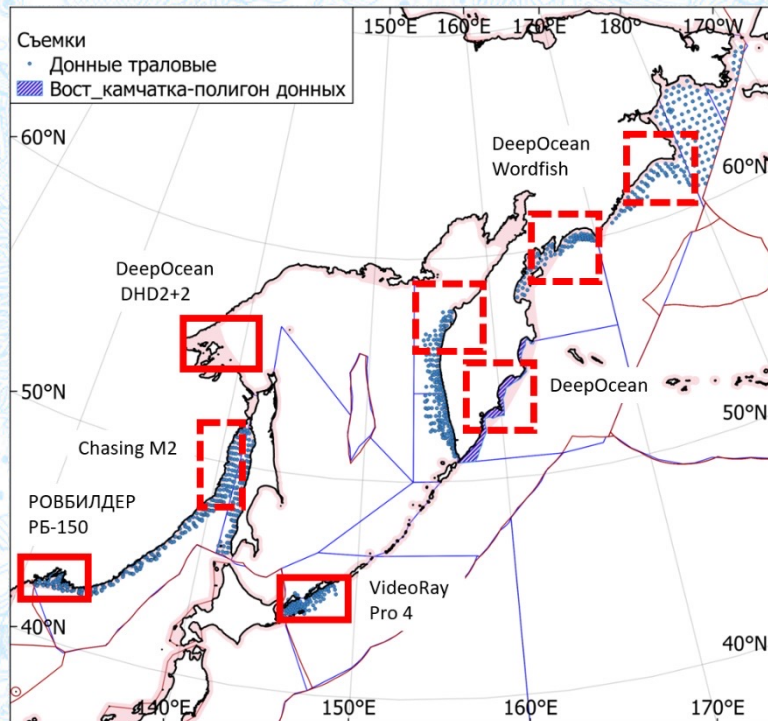 150°E 160°E 170°E 180° 170°W
Съемки
Донные траловые
Вост_камчатка-полигон донных
60°N
DeepOcean
Wordfish
60°N
DeepOcean
DHD2+2
50°N
DeepOcean
50°N
Chasing M2
РОВБИЛДЕР
РБ-150
VideoRay
Pro 4
40°N
40°N
140°E 150°E 160°E 170°E